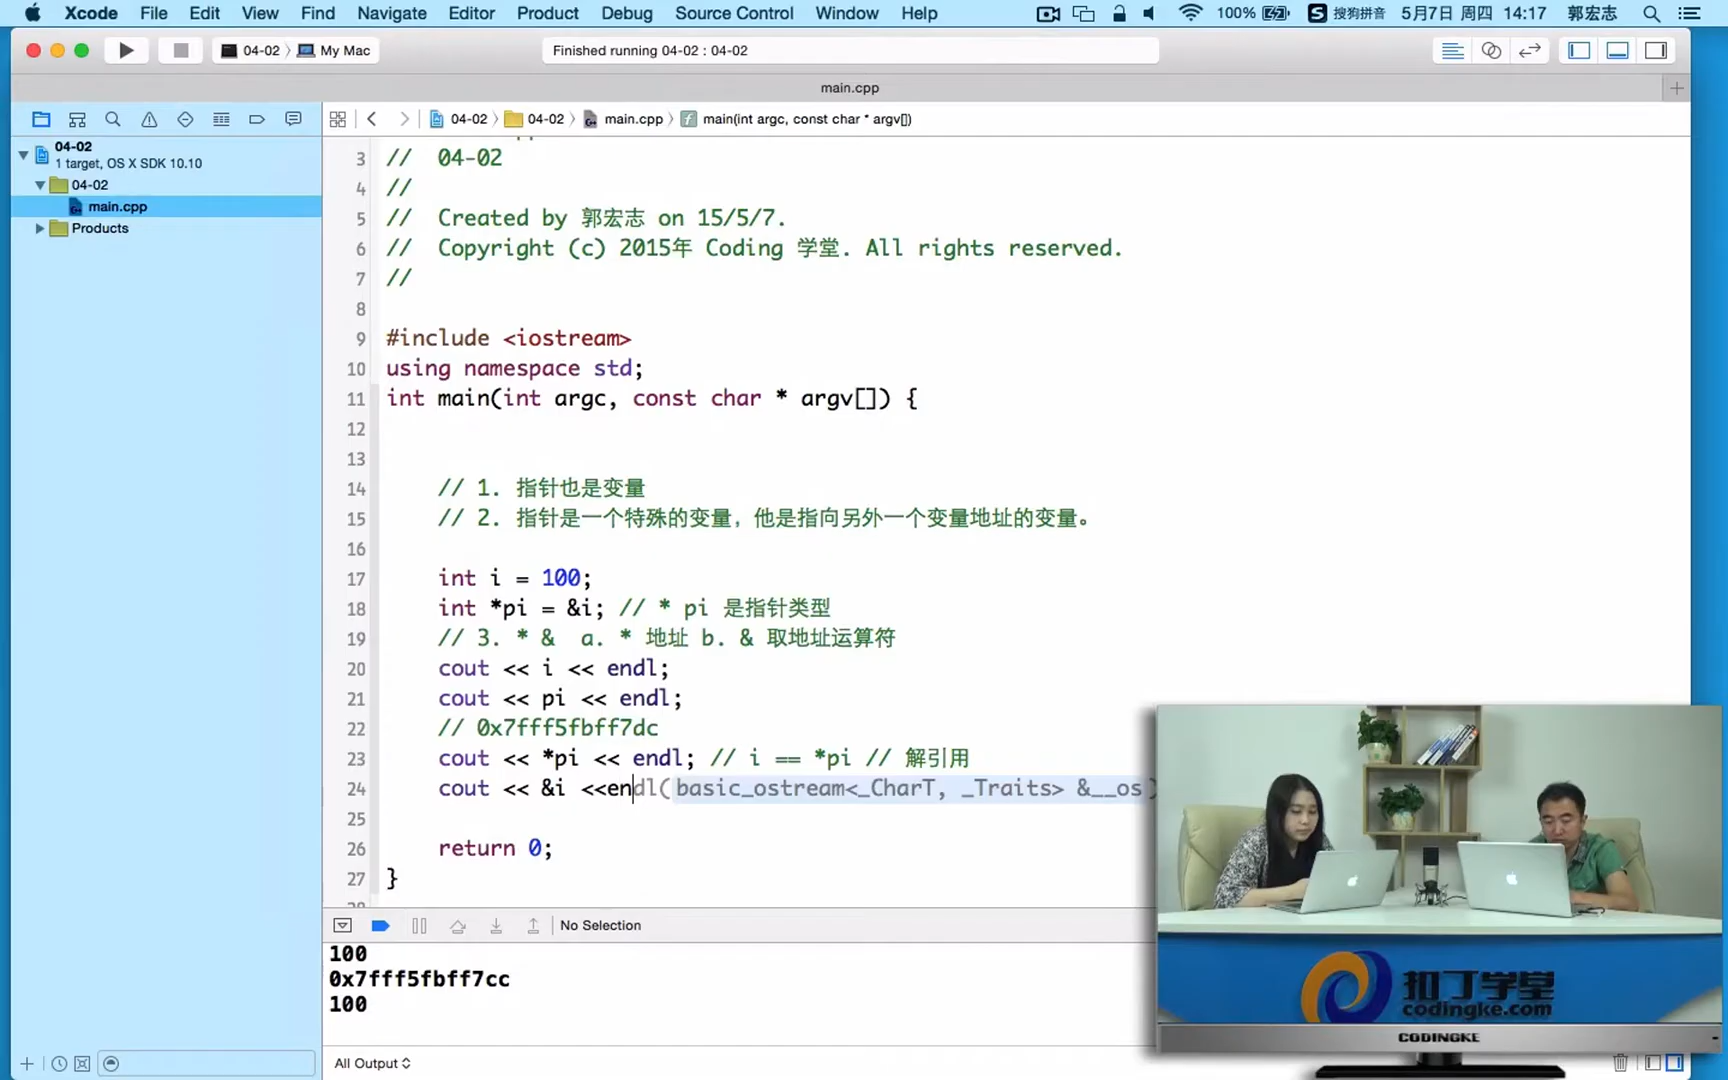 Xcode File Edit View Find Navigate Editor Product Debug Source Control Window Help 100% S 搜狗拼音 5月7日 周四 14:17 郭宏志
04-02 My Mac Finished running 04-02 : 04-02
main.cpp
04-02 04-02 main.cpp main(int argc, const char * argv[])
04-02
1 target, OS X SDK 10.10
04-02
main.cpp
Products
3 // 04-02
4 //
5 // Created by 郭宏志 on 15/5/7.
6 // Copyright (c) 2015年 Coding 学堂. All rights reserved.
7 //
8
9 #include <iostream>
10 using namespace std;
11 int main(int argc, const char * argv[]) {
12
13
14 // 1. 指针也是变量
15 // 2. 指针是一个特殊的变量，他是指向另外一个变量地址的变量。
16
17 int i = 100;
18 int *pi = &i; // * pi 是指针类型
19 // 3. * & a. * 地址 b. & 取地址运算符
20 cout << i << endl;
21 cout << pi << endl;
22 // 0x7fff5fbff7dc
23 cout << *pi << endl; // i == *pi // 解引用
24 cout << &i <<endl(basic_ostream<_CharT, _Traits> &__os)
25
26 return 0;
27 }
No Selection
100
0x7fff5fbff7cc
100
All Output
扣丁学堂
codingke.com
CODINGKE